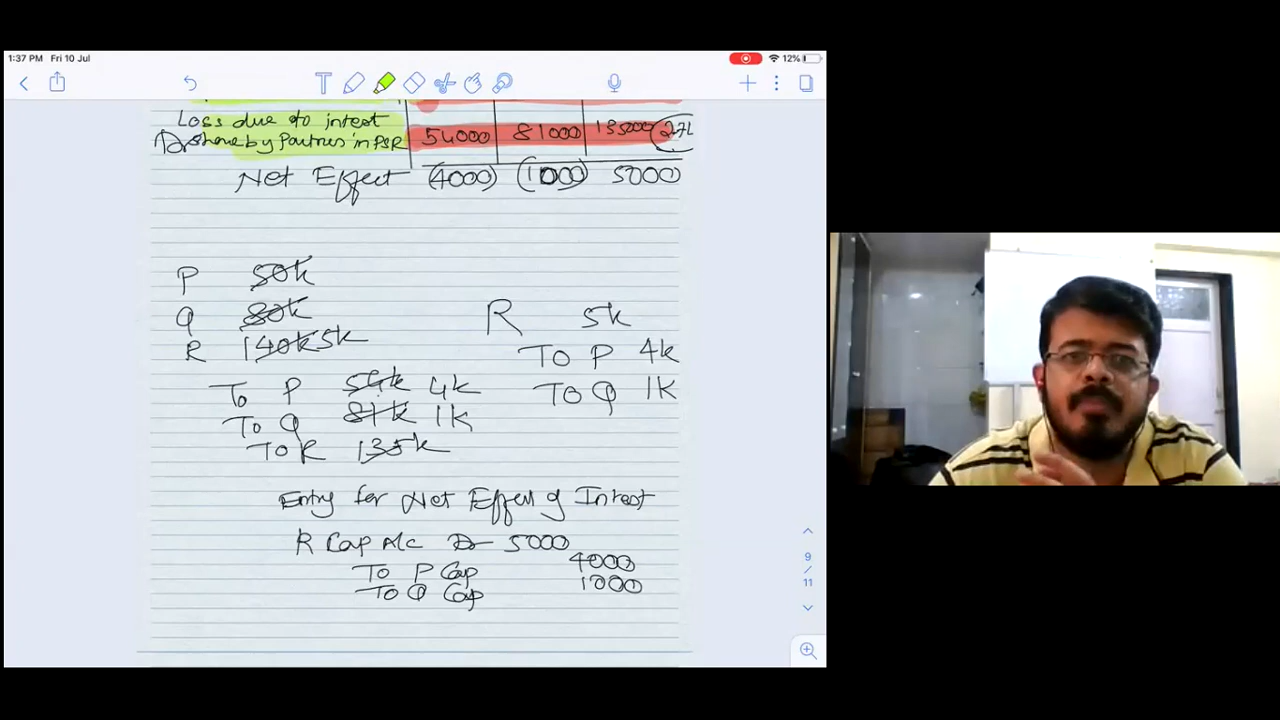 1:37 PM Fri 10 Jul
12%
Loss due to intest
Dr share by Partners in PSR 54000 81000 135000 270
Net Effect (4000) (1000) 5000
P 50k
Q 80k
R 140k 5k
To P 54k 4k
To Q 81k 1k
To R 135k
R 5k
To P 4k
To Q 1k
Entry for Net Effect of Intest
R Cap A/c Dr 5000
To P Cap 4000
To Q Cap 1000
9
/
11